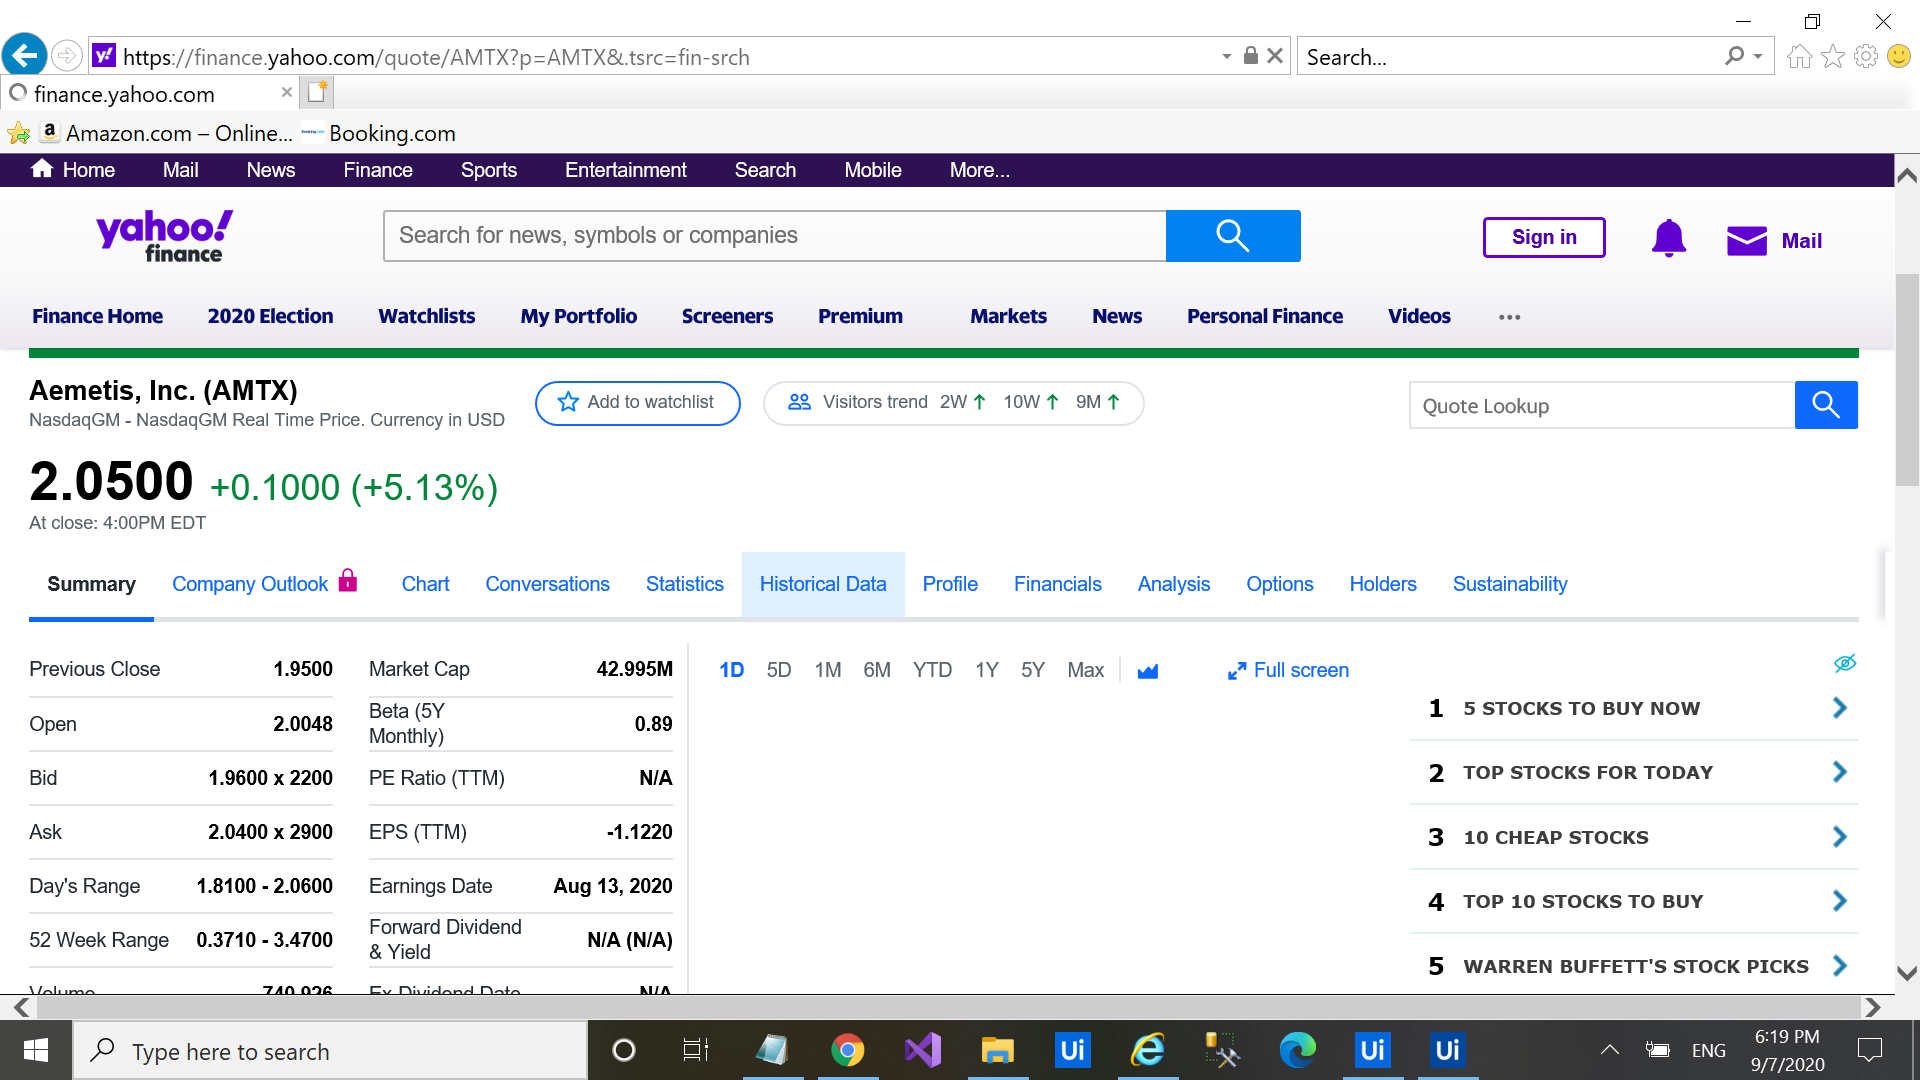 https://finance.yahoo.com/quote/AMTX?p=AMTX&.tsrc=fin-srch
Search...
finance.yahoo.com
Amazon.com – Online...
Booking.com
Home Mail News Finance Sports Entertainment Search Mobile More...
yahoo! finance
Search for news, symbols or companies
Sign in
Mail
Finance Home 2020 Election Watchlists My Portfolio Screeners Premium Markets News Personal Finance Videos ...
Aemetis, Inc. (AMTX)
NasdaqGM - NasdaqGM Real Time Price. Currency in USD
Add to watchlist
Visitors trend 2W ↑ 10W ↑ 9M ↑
Quote Lookup
2.0500 +0.1000 (+5.13%)
At close: 4:00PM EDT
Summary Company Outlook Chart Conversations Statistics Historical Data Profile Financials Analysis Options Holders Sustainability
Previous Close 1.9500
Open 2.0048
Bid 1.9600 x 2200
Ask 2.0400 x 2900
Day's Range 1.8100 - 2.0600
52 Week Range 0.3710 - 3.4700
Volume 740,926
Market Cap 42.995M
Beta (5Y Monthly) 0.89
PE Ratio (TTM) N/A
EPS (TTM) -1.1220
Earnings Date Aug 13, 2020
Forward Dividend & Yield N/A (N/A)
Ex-Dividend Date N/A
1D 5D 1M 6M YTD 1Y 5Y Max
Full screen
1 5 STOCKS TO BUY NOW
2 TOP STOCKS FOR TODAY
3 10 CHEAP STOCKS
4 TOP 10 STOCKS TO BUY
5 WARREN BUFFETT'S STOCK PICKS
Type here to search
Ui
Ui
Ui
ENG
6:19 PM
9/7/2020